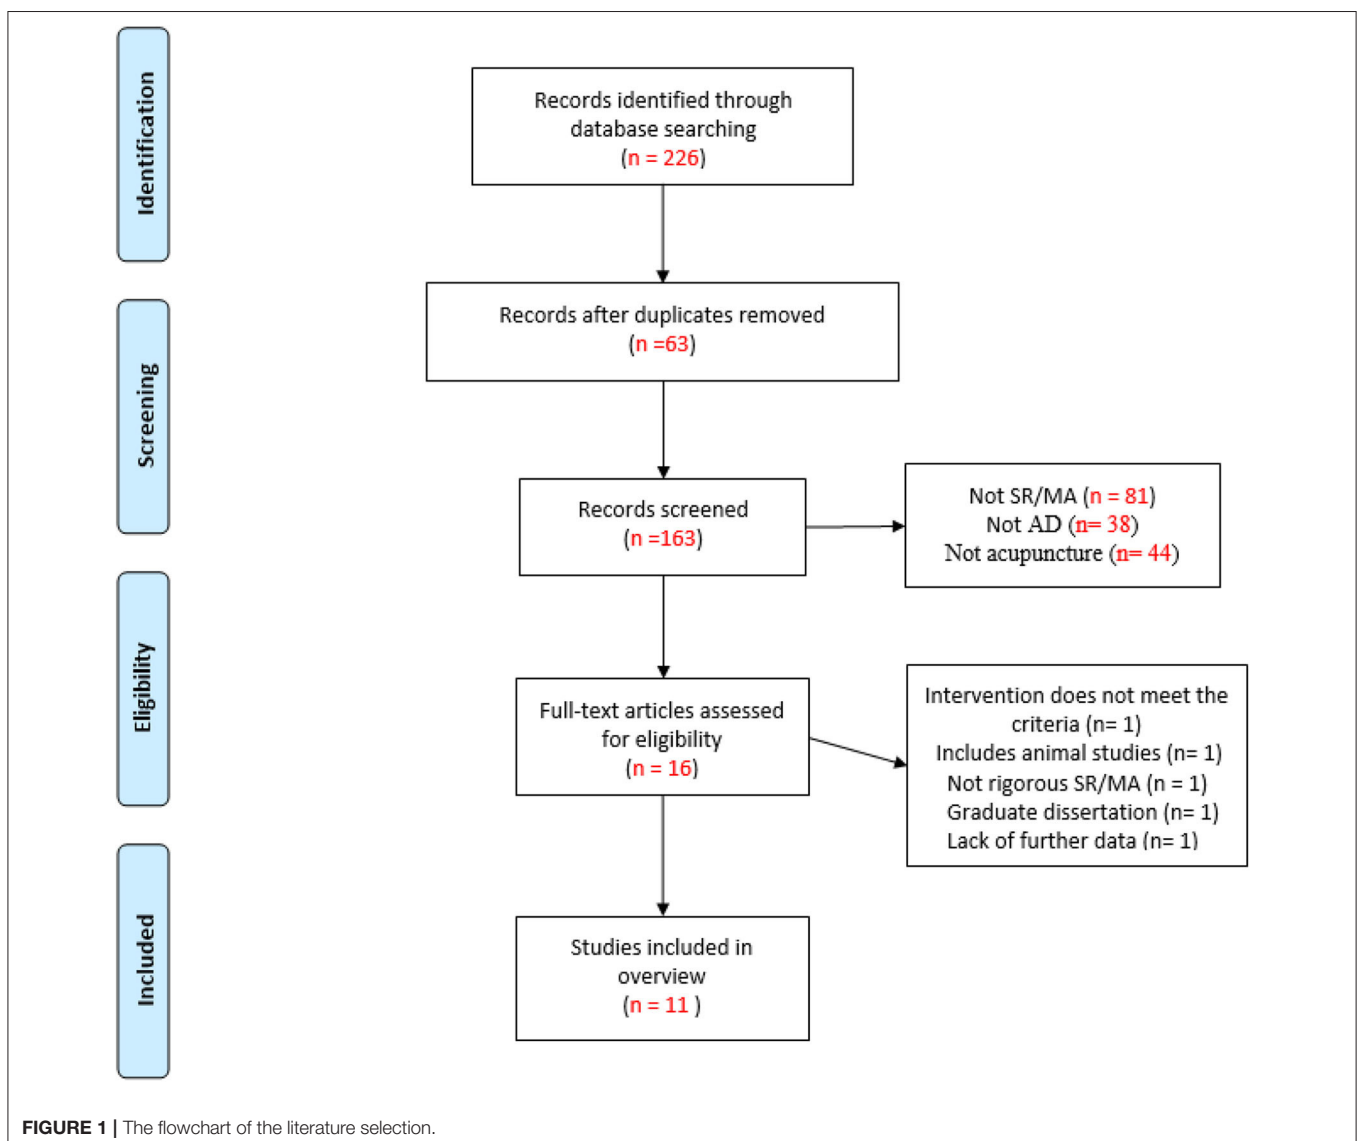 Identification
Records identified through
database searching
(n = 226)
Screening
Records after duplicates removed
(n =63)
Records screened
(n =163)
Not SR/MA (n = 81)
Not AD (n= 38)
Not acupuncture (n= 44)
Eligibility
Full-text articles assessed
for eligibility
(n = 16)
Intervention does not meet the
criteria (n= 1)
Includes animal studies (n= 1)
Not rigorous SR/MA (n = 1)
Graduate dissertation (n= 1)
Lack of further data (n= 1)
Included
Studies included in
overview
(n = 11 )
FIGURE 1 | The flowchart of the literature selection.